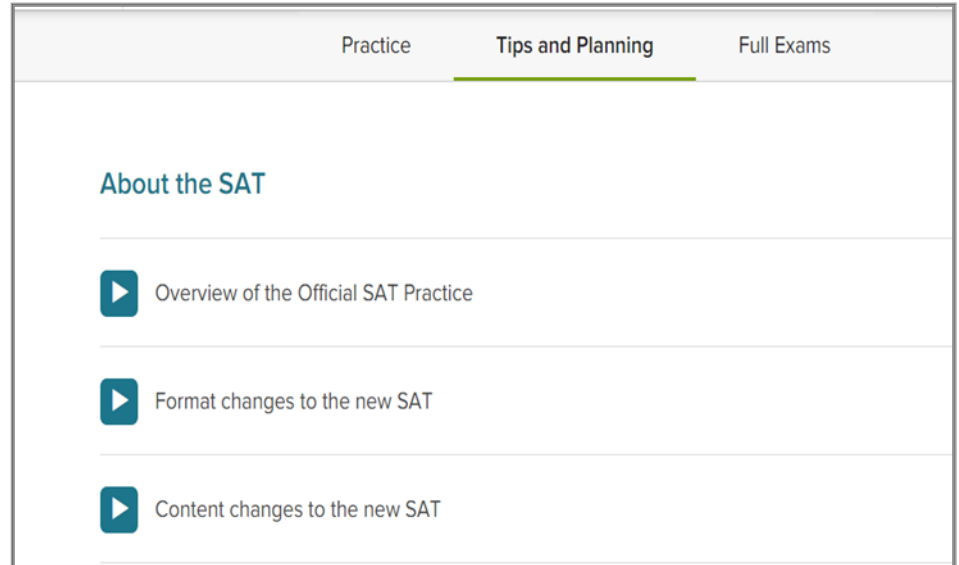 Practice Tips and Planning Full Exams
About the SAT
Overview of the Official SAT Practice
Format changes to the new SAT
Content changes to the new SAT